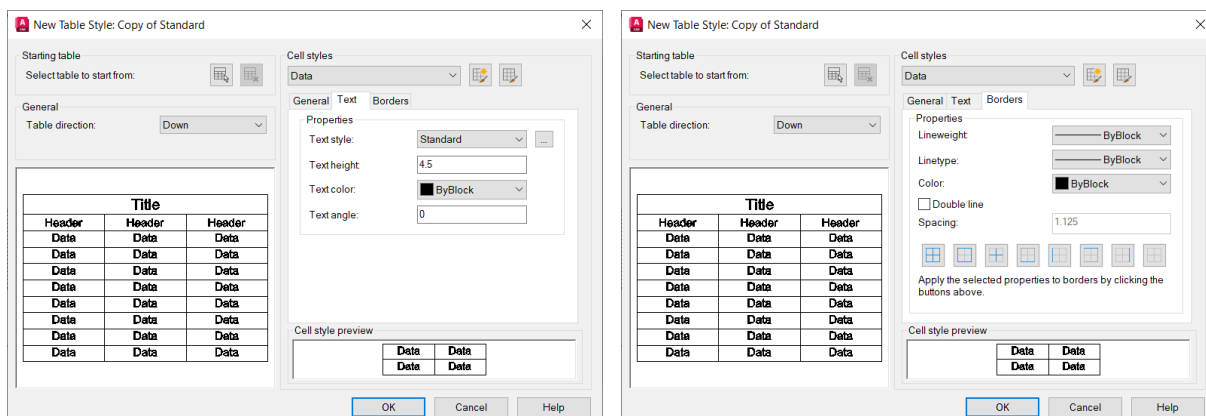 New Table Style: Copy of Standard
Starting table
Select table to start from:
General
Table direction: Down
Title
Header Header Header
Data Data Data
Data Data Data
Data Data Data
Data Data Data
Data Data Data
Data Data Data
Data Data Data
Data Data Data
Cell styles
Data
General Text Borders
Properties
Text style: Standard ...
Text height: 4.5
Text color: ByBlock
Text angle: 0
Cell style preview
Data Data
Data Data
OK Cancel Help
New Table Style: Copy of Standard
Starting table
Select table to start from:
General
Table direction: Down
Title
Header Header Header
Data Data Data
Data Data Data
Data Data Data
Data Data Data
Data Data Data
Data Data Data
Data Data Data
Data Data Data
Cell styles
Data
General Text Borders
Properties
Lineweight: ByBlock
Linetype: ByBlock
Color: ByBlock
Double line
Spacing: 1.125
Apply the selected properties to borders by clicking the
buttons above.
Cell style preview
Data Data
Data Data
OK Cancel Help